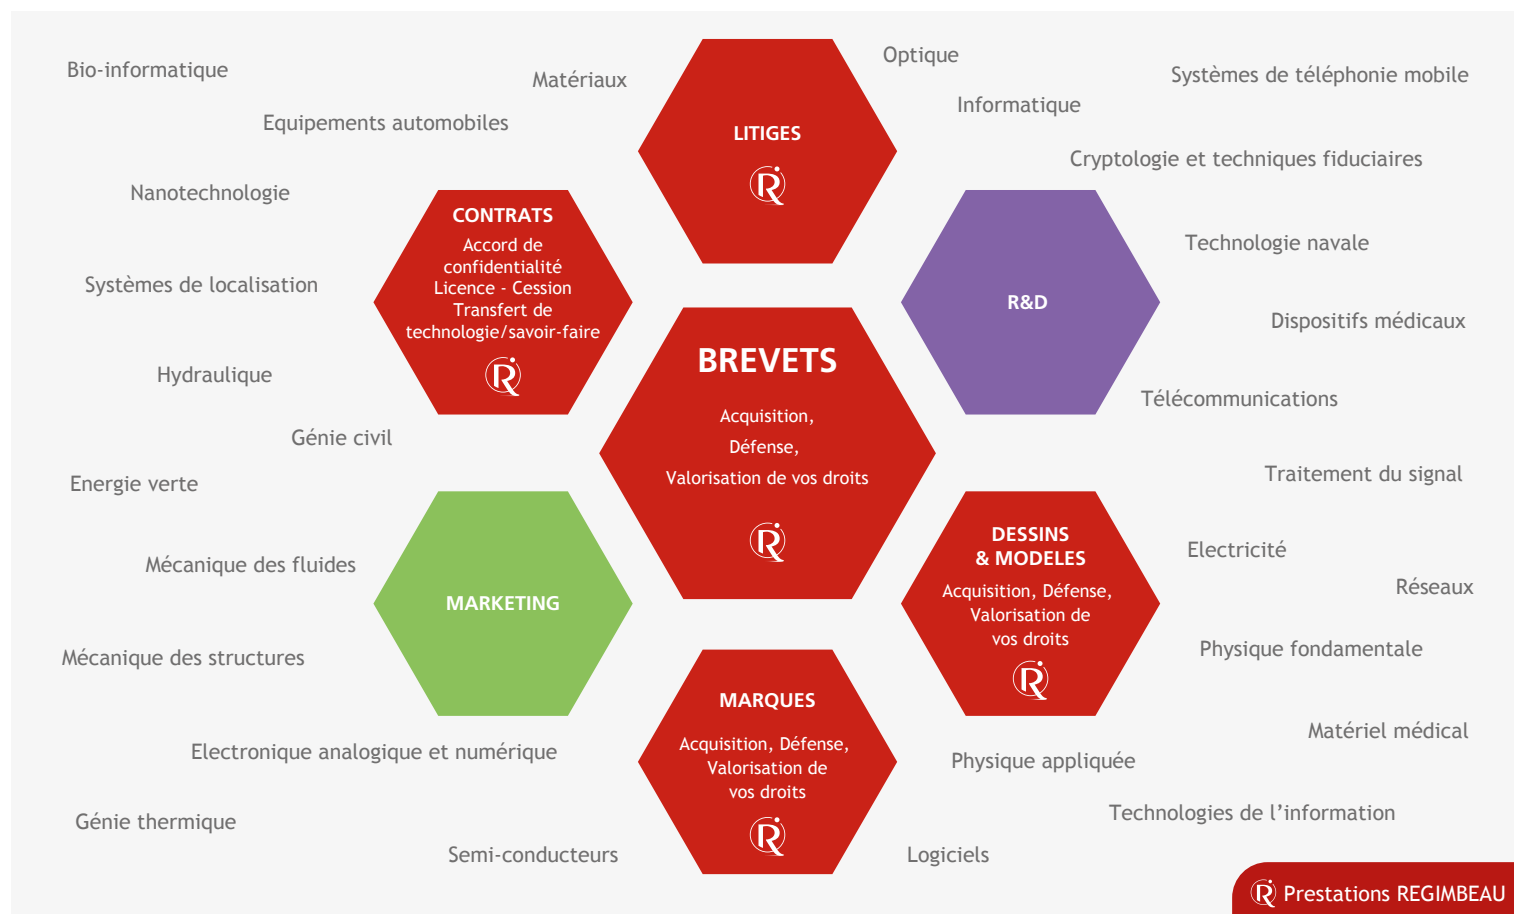 Bio-informatique
Matériaux
Optique
Systèmes de téléphonie mobile
Equipements automobiles
Informatique
LITIGES
Cryptologie et techniques fiduciaires
Nanotechnologie
CONTRATS
Accord de
confidentialité
Licence - Cession
Transfert de
technologie/savoir-faire
Technologie navale
Systèmes de localisation
R&D
Dispositifs médicaux
Hydraulique
BREVETS
Acquisition,
Défense,
Valorisation de vos droits
Télécommunications
Génie civil
Energie verte
Traitement du signal
Mécanique des fluides
MARKETING
DESSINS
& MODELES
Acquisition, Défense,
Valorisation de
vos droits
Electricité
Réseaux
Mécanique des structures
Physique fondamentale
MARQUES
Acquisition, Défense,
Valorisation de
vos droits
Matériel médical
Electronique analogique et numérique
Physique appliquée
Génie thermique
Technologies de l’information
Semi-conducteurs
Logiciels
Prestations REGIMBEAU